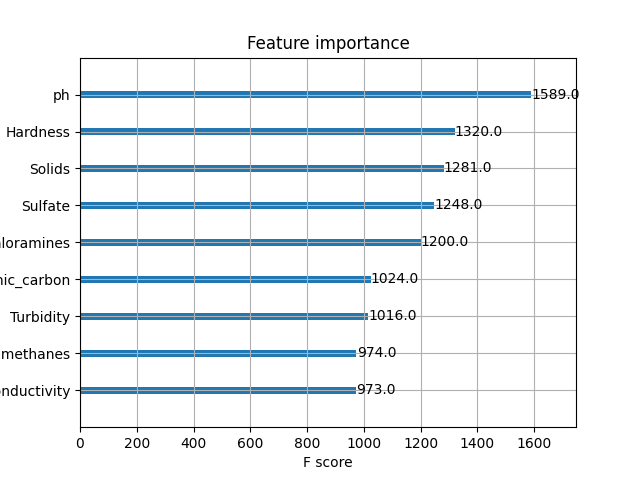 Feature importance
ph
1589.0
Hardness
1320.0
Solids
1281.0
Sulfate
1248.0
loramines
1200.0
nic_carbon
1024.0
Turbidity
1016.0
methanes
974.0
nductivity
973.0
0 200 400 600 800 1000 1200 1400 1600
F score